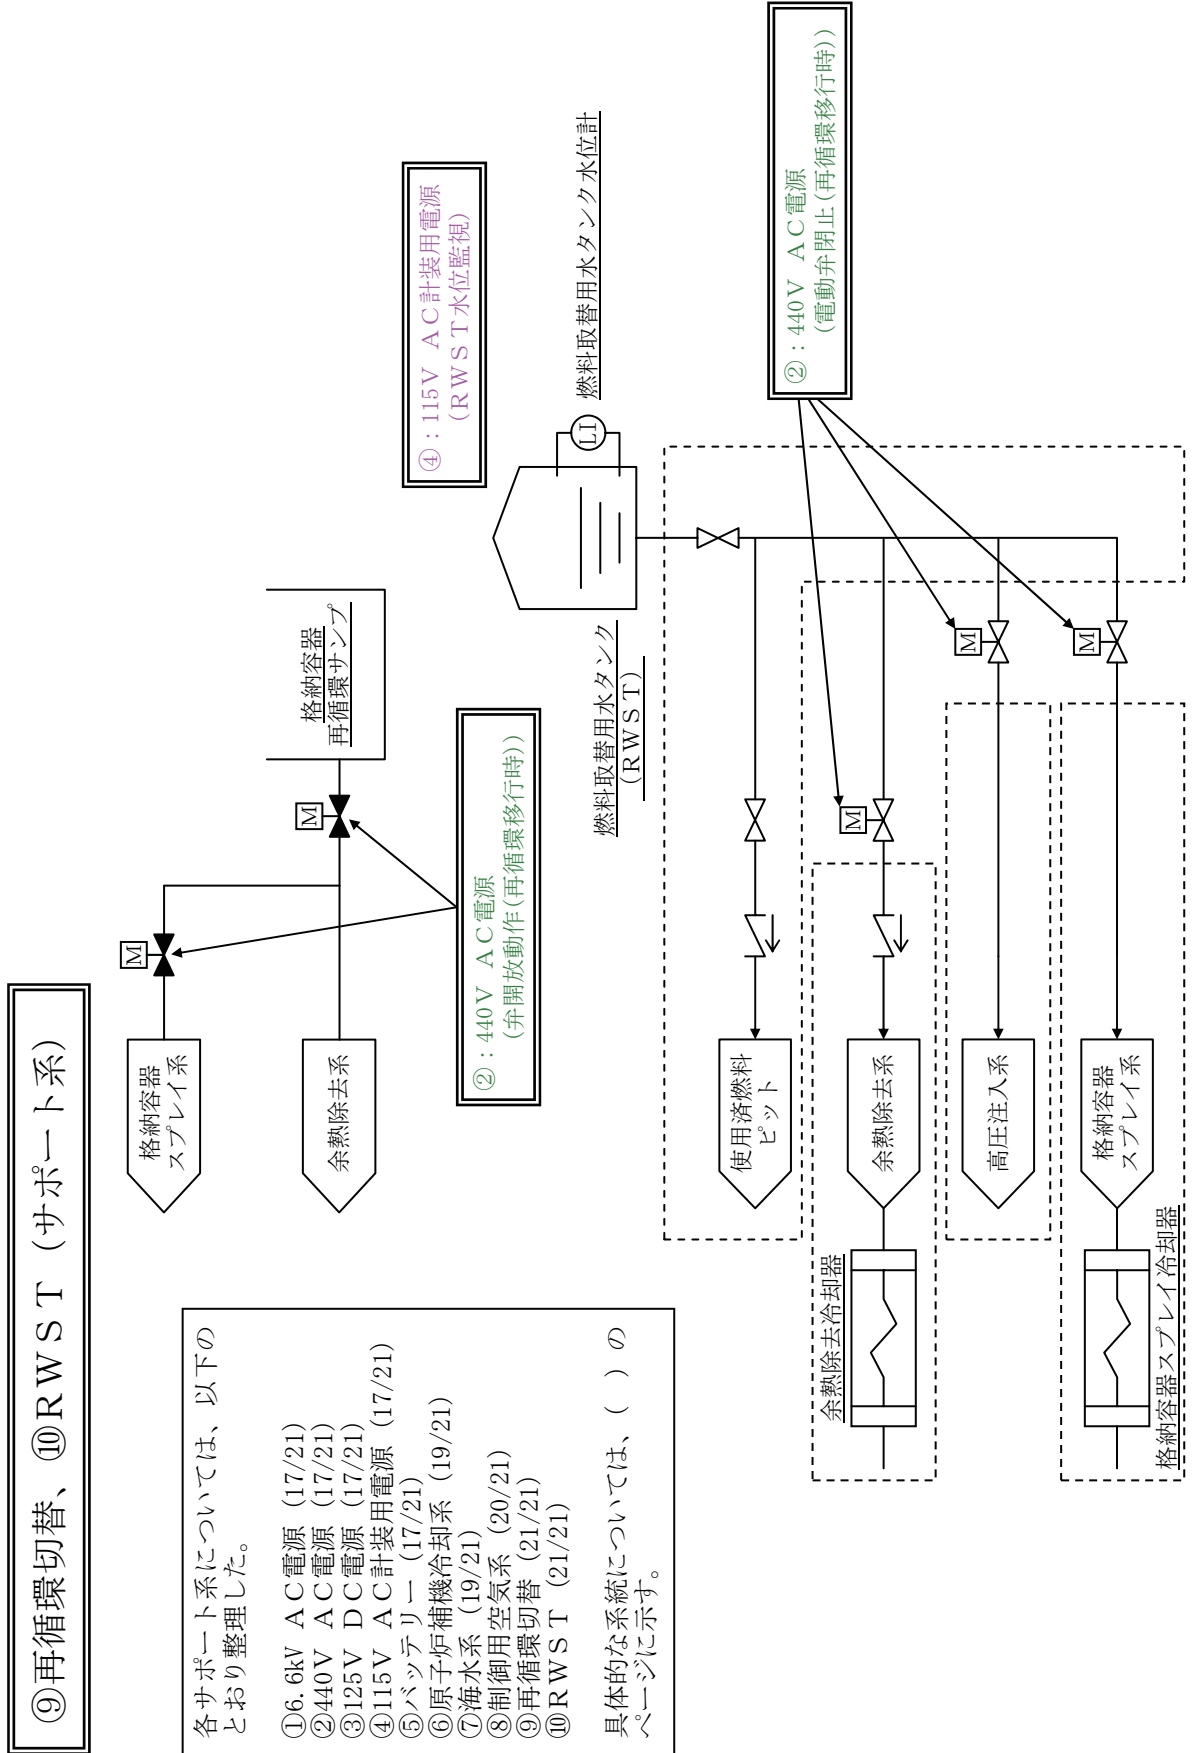 ⑨再循環切替、⑩ＲＷＳＴ（サポート系）
各サポート系については、以下の
とおり整理した。
①6.6kV ＡＣ電源（17/21）
②440V ＡＣ電源（17/21）
③125V ＤＣ電源（17/21）
④115V ＡＣ計装用電源（17/21）
⑤バッテリー（17/21）
⑥原子炉補機冷却系（19/21）
⑦海水系（19/21）
⑧制御用空気系（20/21）
⑨再循環切替（21/21）
⑩ＲＷＳＴ（21/21）
具体的な系統については、（ ）の
ページに示す。
格納容器
スプレイ系
余熱除去系
M
M
格納容器
再循環サンプ
②：440V ＡＣ電源
（弁開放動作（再循環移行時））
④：115V ＡＣ計装用電源
（ＲＷＳＴ水位監視）
燃料取替用水タンク
（ＲＷＳＴ）
LI
燃料取替用水タンク水位計
②：440V ＡＣ電源
（電動弁閉止（再循環移行時））
使用済燃料
ピット
余熱除去冷却器
余熱除去系
M
高圧注入系
M
格納容器
スプレイ系
M
格納容器スプレイ冷却器